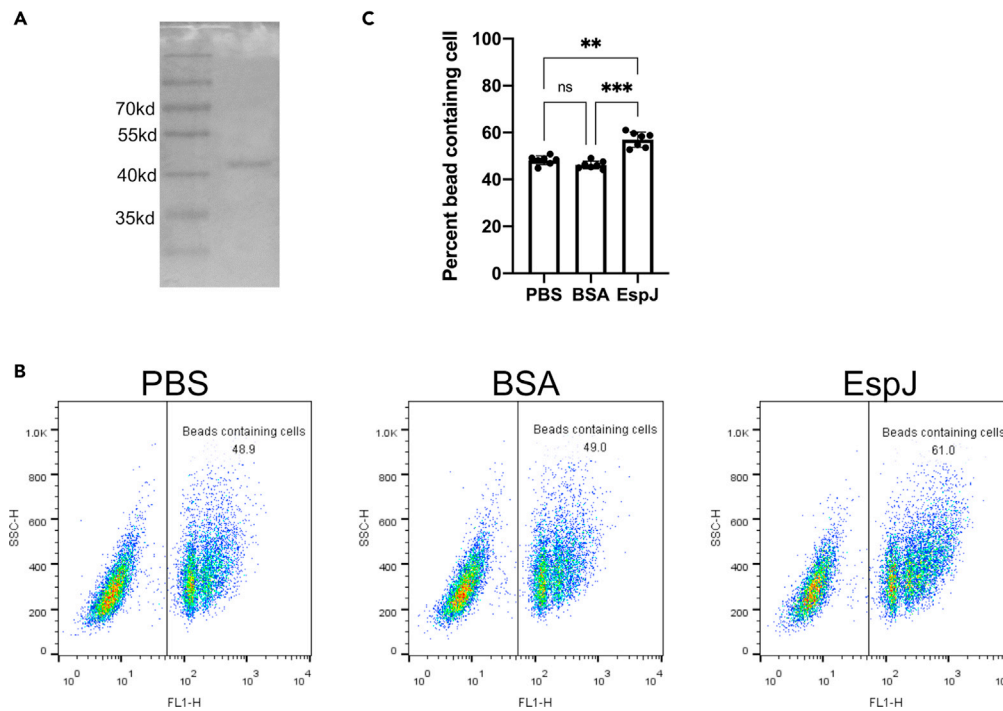 A
70kd
55kd
40kd
35kd
C
Percent bead containng cell
100
80
60
40
20
0
**
ns
***
PBS
BSA
EspJ
B
PBS
SSC-H
1.0K
800
600
400
200
0
Beads containing cells
48.9
10^0
10^1
10^2
10^3
10^4
FL1-H
BSA
SSC-H
1.0K
800
600
400
200
0
Beads containing cells
49.0
10^0
10^1
10^2
10^3
10^4
FL1-H
EspJ
SSC-H
1.0K
800
600
400
200
0
Beads containing cells
61.0
10^0
10^1
10^2
10^3
10^4
FL1-H